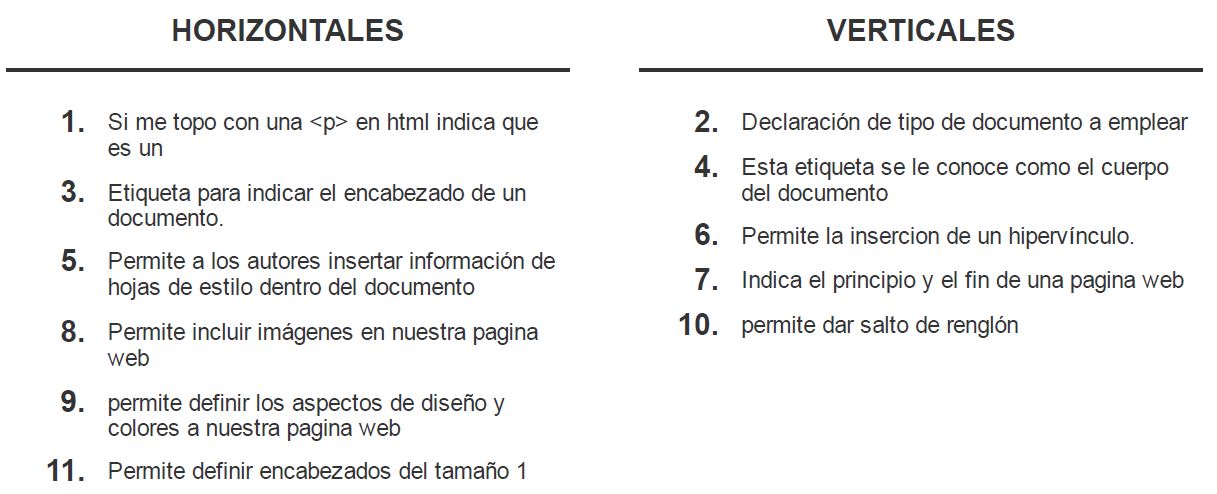 HORIZONTALES
1. Si me topo con una <p> en html indica que
es un
3. Etiqueta para indicar el encabezado de un
documento.
5. Permite a los autores insertar información de
hojas de estilo dentro del documento
8. Permite incluir imágenes en nuestra pagina
web
9. permite definir los aspectos de diseño y
colores a nuestra pagina web
11. Permite definir encabezados del tamaño 1
VERTICALES
2. Declaración de tipo de documento a emplear
4. Esta etiqueta se le conoce como el cuerpo
del documento
6. Permite la insercion de un hipervínculo.
7. Indica el principio y el fin de una pagina web
10. permite dar salto de renglón